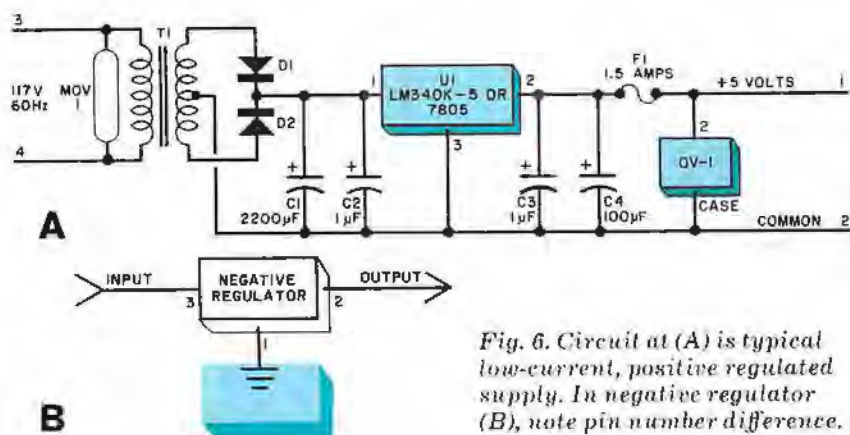 3
T1
D1
117V
60Hz
MOV
1
D2
4
1
U1
LM340K-5 OR
7805
2
3
F1
1.5 AMPS
+5 VOLTS
1
2
OV-1
CASE
+
C1
2200µF
+
C2
1µF
+
C3
1µF
+
C4
100µF
COMMON
2
A
INPUT
3
NEGATIVE
REGULATOR
2
OUTPUT
1
B
Fig. 6. Circuit at (A) is typical
low-current, positive regulated
supply. In negative regulator
(B), note pin number difference.